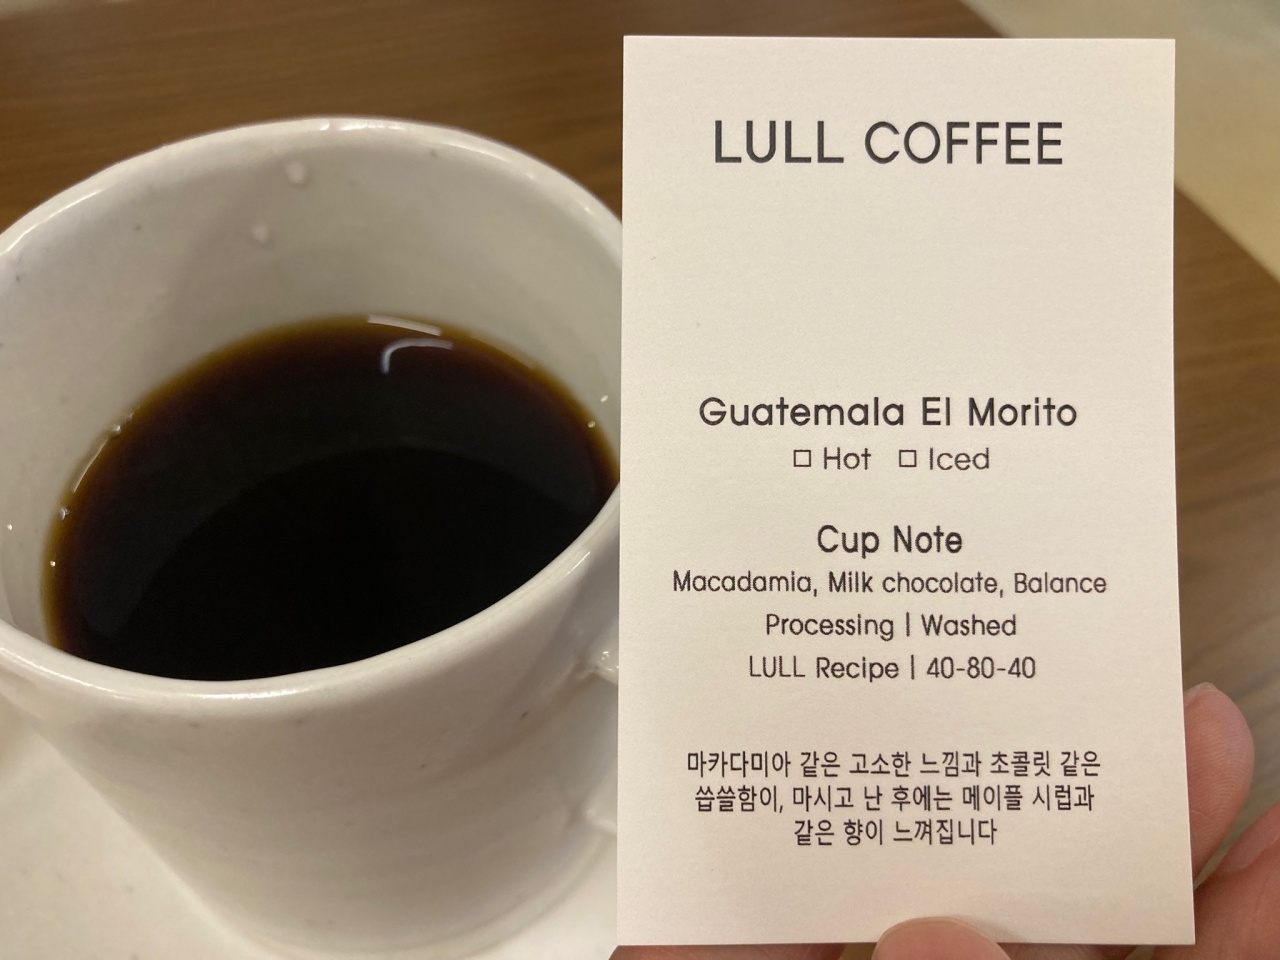 LULL COFFEE
Guatemala El Morito
□ Hot □ Iced
Cup Note
Macadamia, Milk chocolate, Balance
Processing | Washed
LULL Recipe | 40-80-40
마카다미아 같은 고소한 느낌과 초콜릿 같은
씁쓸함이, 마시고 난 후에는 메이플 시럽과
같은 향이 느껴집니다